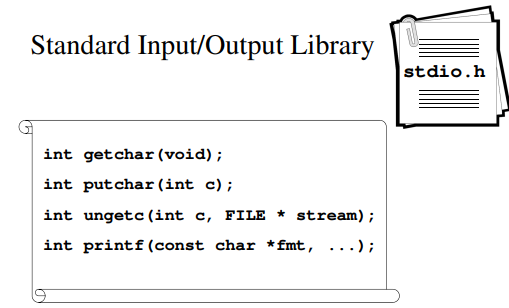 Standard Input/Output Library
stdio.h
int getchar(void);
int putchar(int c);
int ungetc(int c, FILE * stream);
int printf(const char *fmt, ...);